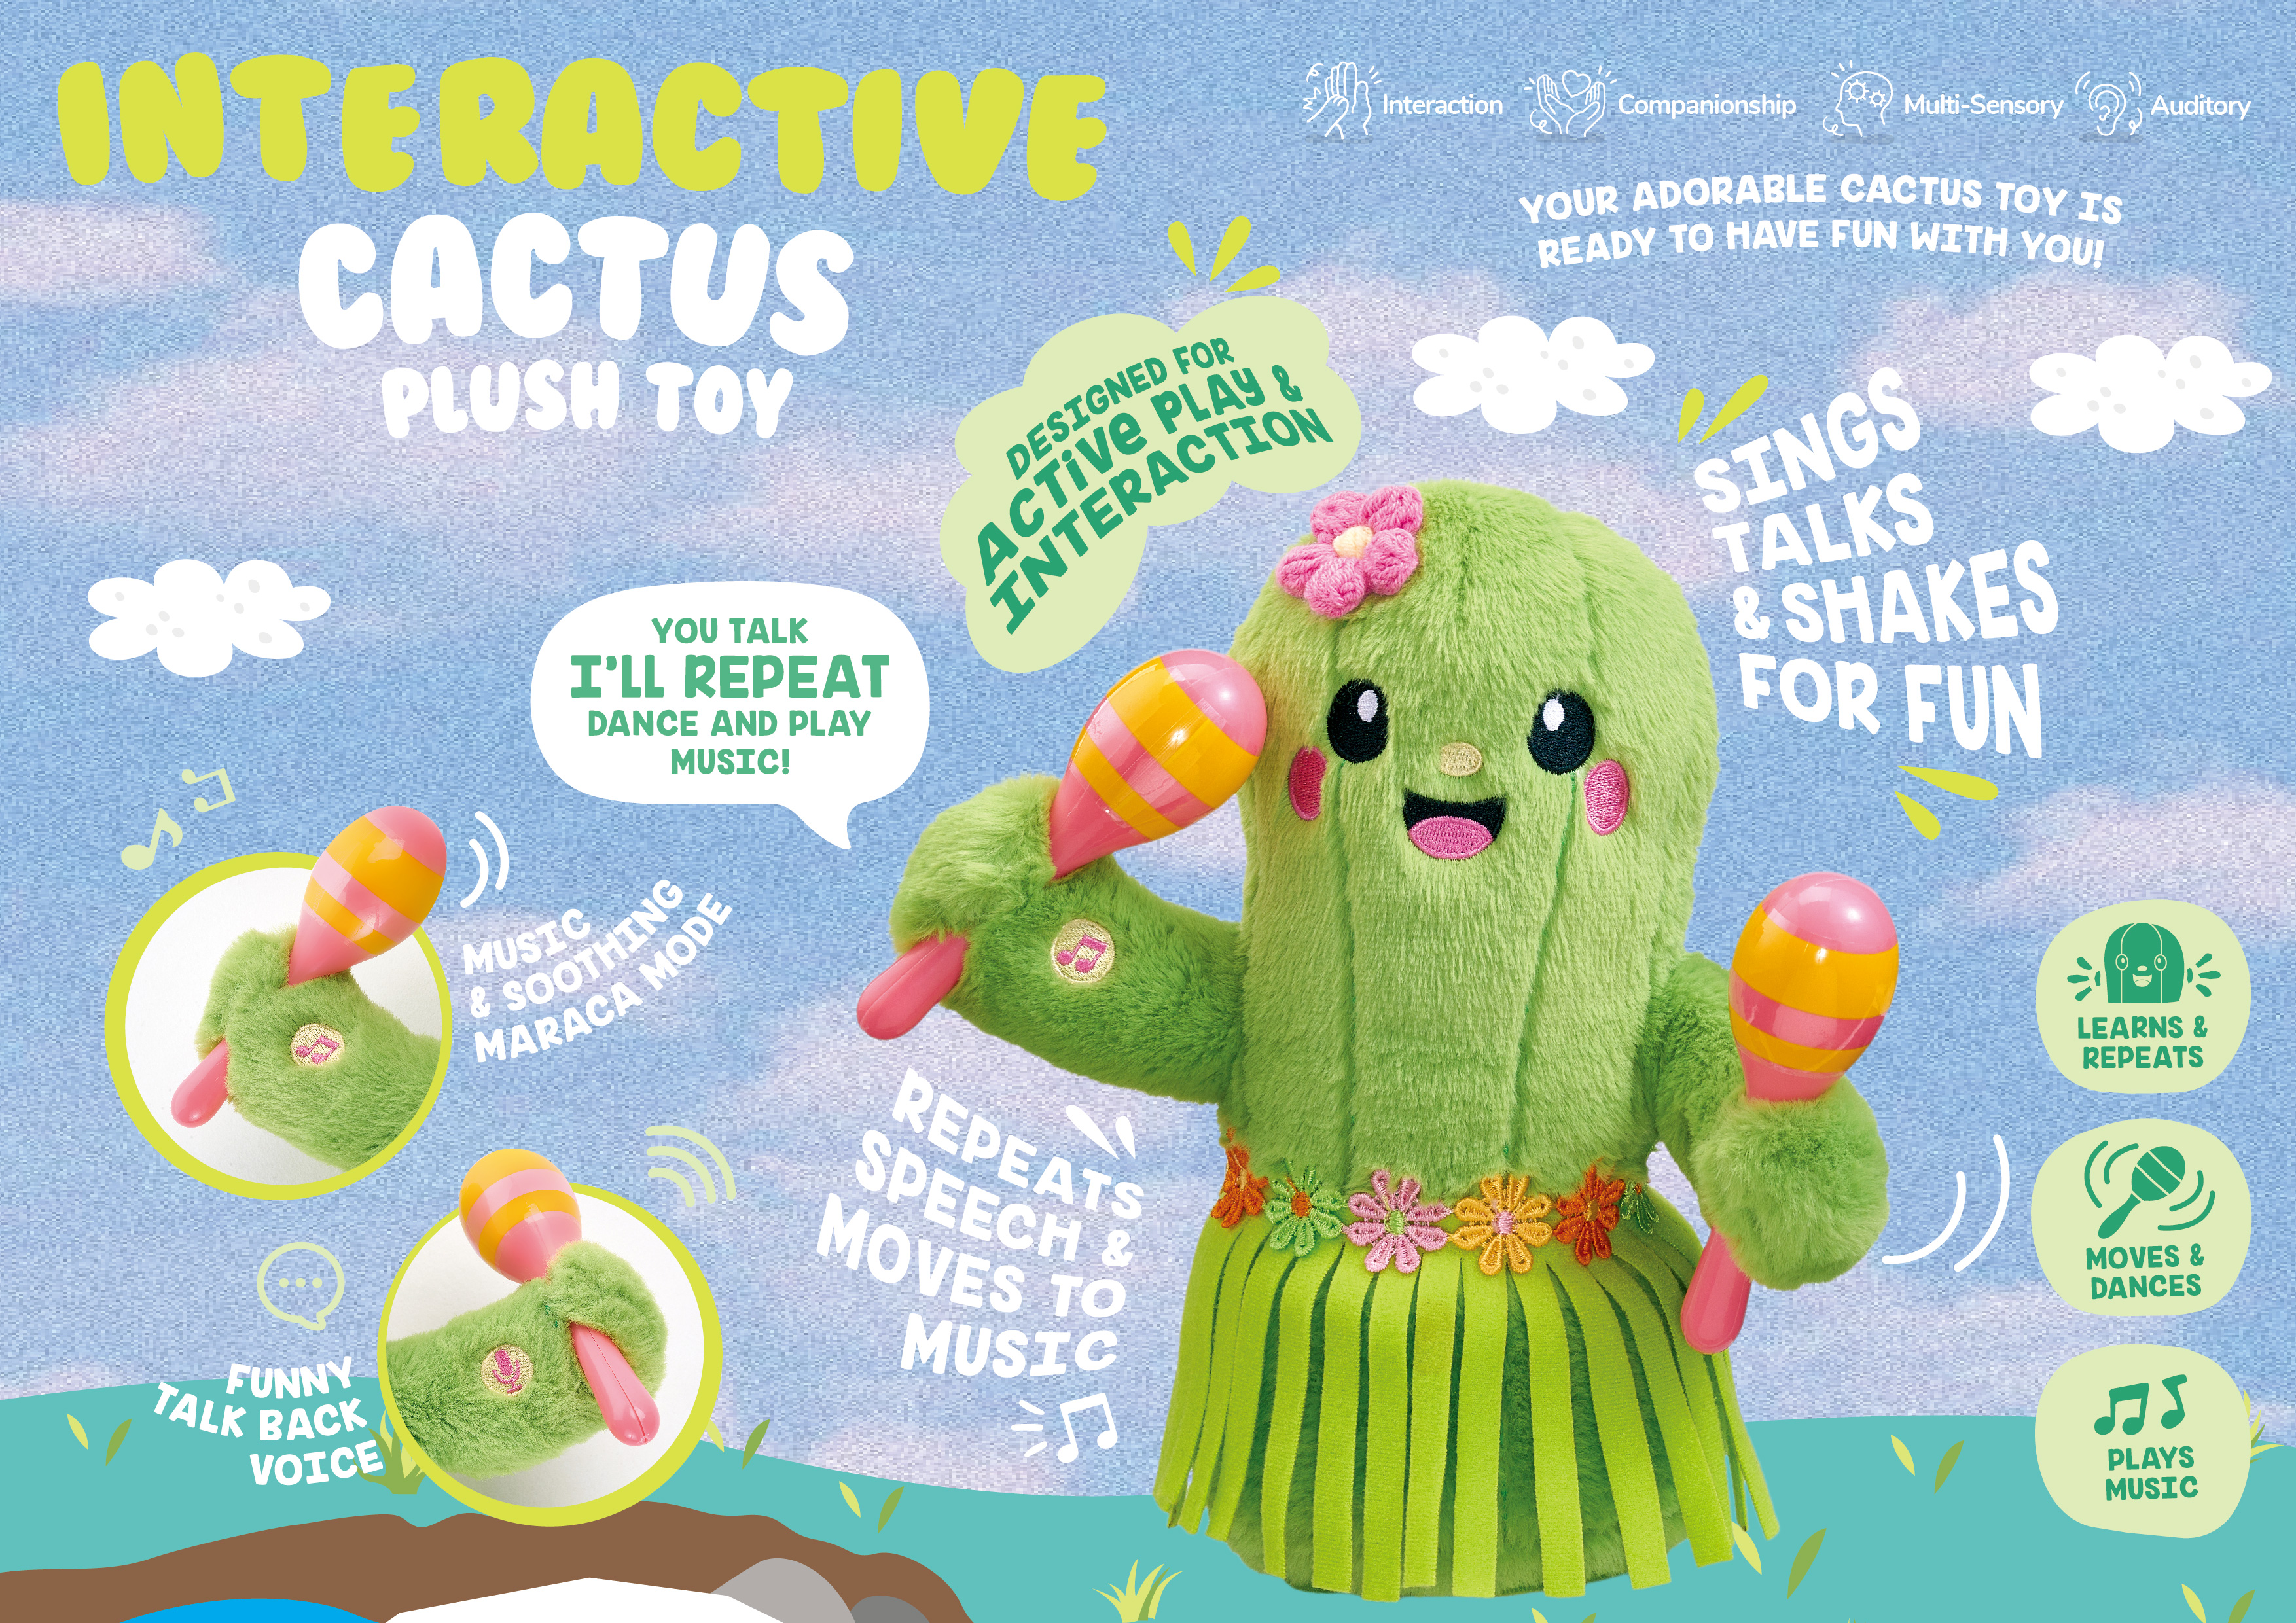 INTERACTIVE
CACTUS
PLUSH TOY
Interaction
Companionship
Multi-Sensory
Auditory
YOUR ADORABLE CACTUS TOY IS
READY TO HAVE FUN WITH YOU!
DESIGNED FOR
ACTiVe PLAY &
INTERACTION
SINGS
TALKS
& SHAKES
FOR FUN
YOU TALK
I'LL REPEAT
DANCE AND PLAY
MUSIC!
MUSIC
& SOOTHING
MARACA MODE
REPEATS
SPEECH &
MOVES TO
MUSIC
FUNNY
TALK BACK
VOICE
LEARNS &
REPEATS
MOVES &
DANCES
PLAYS
MUSIC